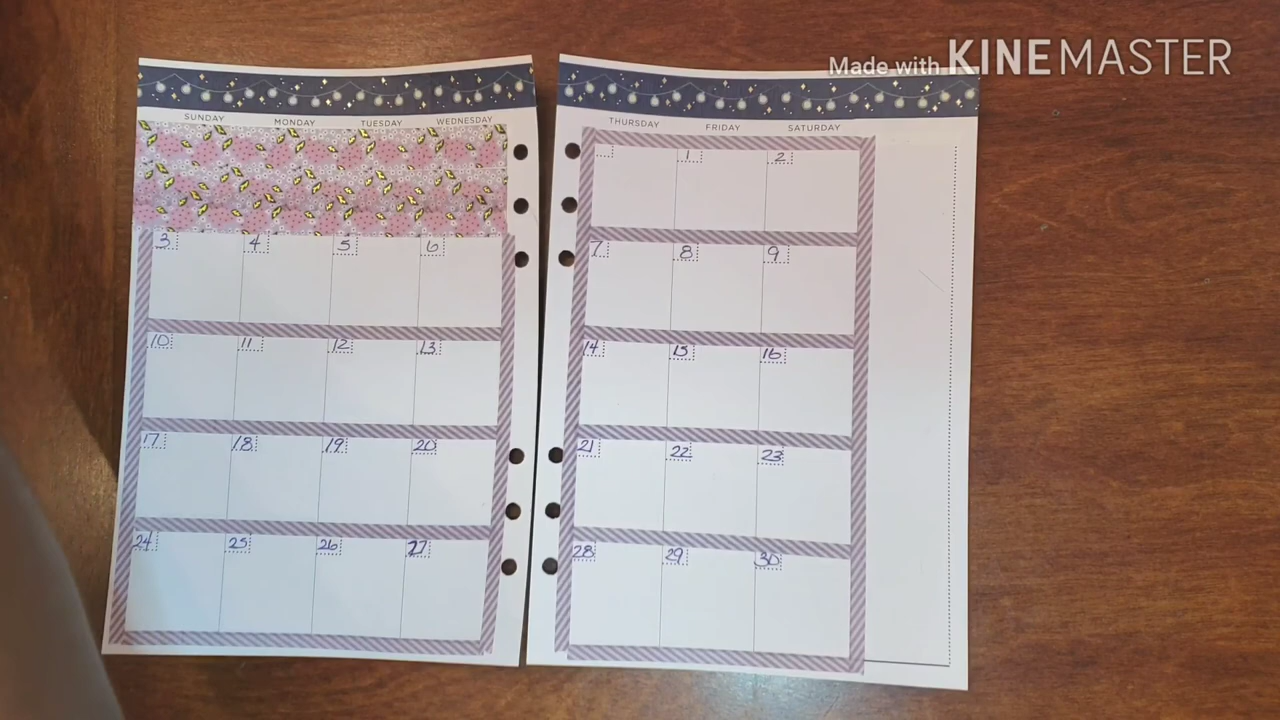 Made with KINEMASTER
SUNDAY MONDAY TUESDAY WEDNESDAY
THURSDAY FRIDAY SATURDAY
1 2
3 4 5 6
7 8 9
10 11 12 13
14 15 16
17 18 19 20
21 22 23
24 25 26 27
28 29 30